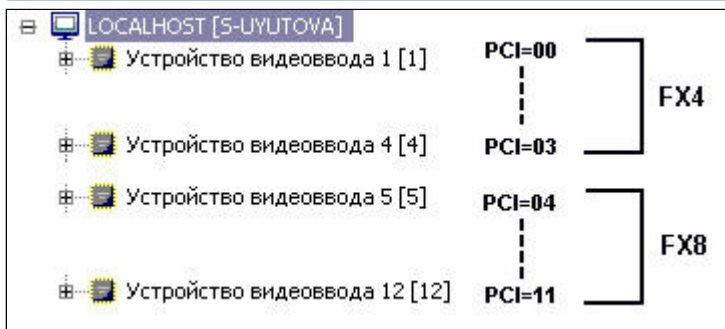 LOCALHOST [S-UYUTOVA]
Устройство видеоввода 1 [1] PCI=00
FX4
Устройство видеоввода 4 [4] PCI=03
Устройство видеоввода 5 [5] PCI=04
FX8
Устройство видеоввода 12 [12] PCI=11